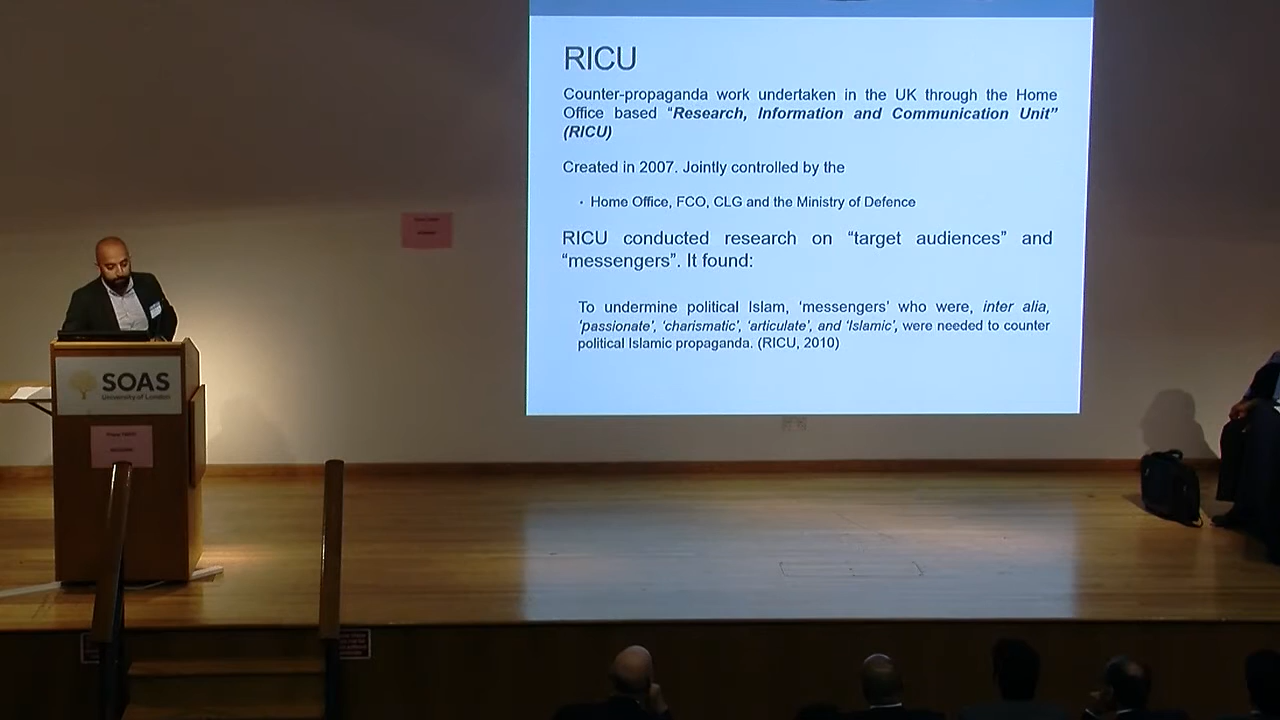 RICU
Counter-propaganda work undertaken in the UK through the Home
Office based “Research, Information and Communication Unit”
(RICU)
Created in 2007. Jointly controlled by the
· Home Office, FCO, CLG and the Ministry of Defence
RICU conducted research on “target audiences” and
“messengers”. It found:
To undermine political Islam, ‘messengers’ who were, inter alia,
‘passionate’, ‘charismatic’, ‘articulate’, and ‘Islamic’, were needed to counter
political Islamic propaganda. (RICU, 2010)
SOAS
University of London